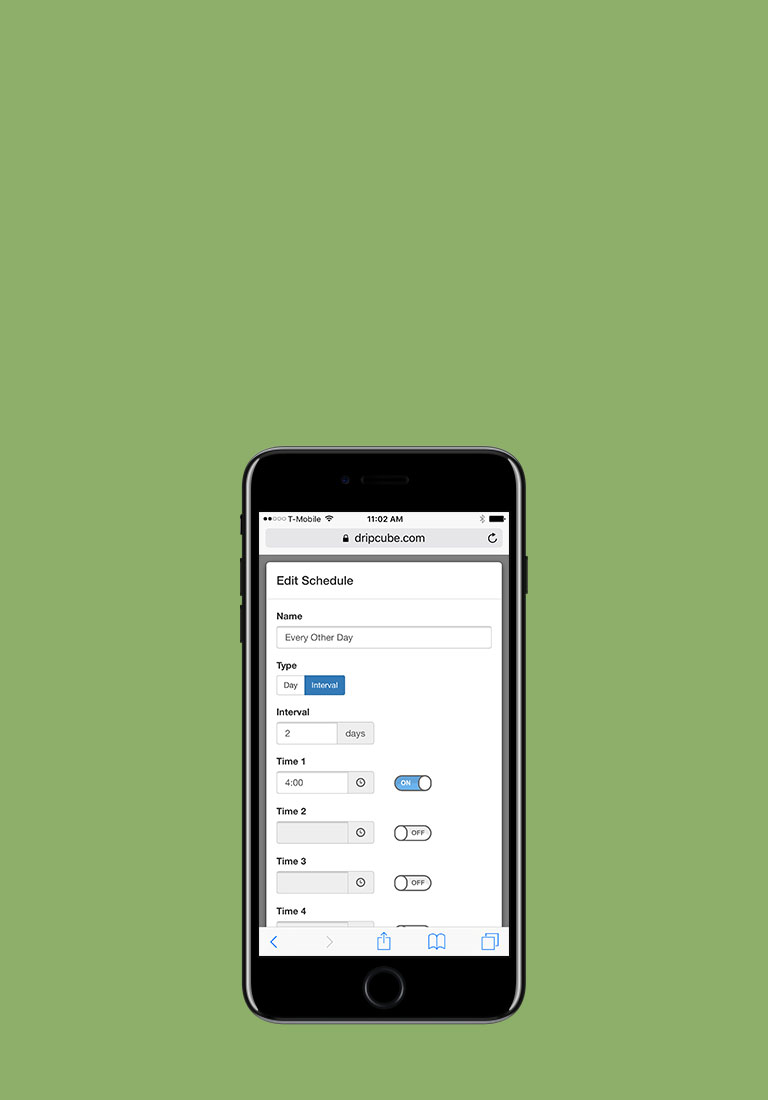 T-Mobile 11:02 AM
dripcube.com
Edit Schedule
Name
Every Other Day
Type
Day Interval
Interval
2 days
Time 1
4:00 ON
Time 2
OFF
Time 3
OFF
Time 4